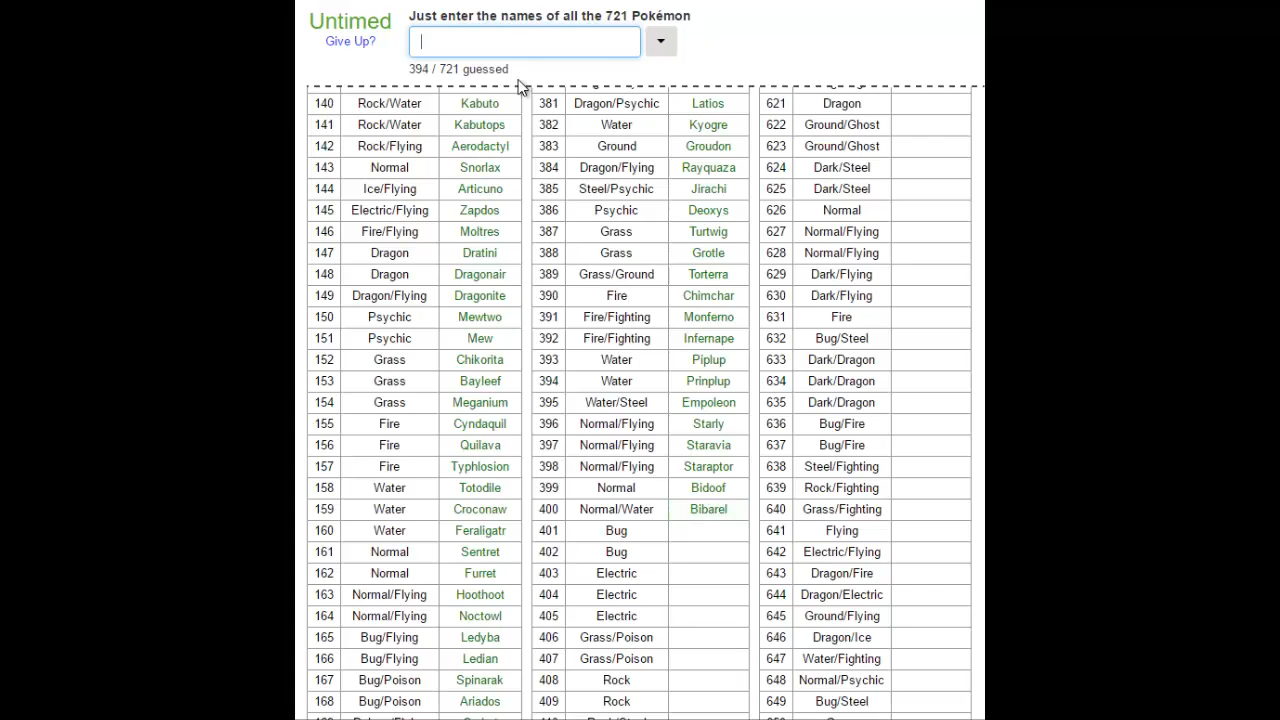 Untimed
Give Up?
Just enter the names of all the 721 Pokémon
394 / 721 guessed
140 Rock/Water Kabuto 381 Dragon/Psychic Latios 621 Dragon
141 Rock/Water Kabutops 382 Water Kyogre 622 Ground/Ghost
142 Rock/Flying Aerodactyl 383 Ground Groudon 623 Ground/Ghost
143 Normal Snorlax 384 Dragon/Flying Rayquaza 624 Dark/Steel
144 Ice/Flying Articuno 385 Steel/Psychic Jirachi 625 Dark/Steel
145 Electric/Flying Zapdos 386 Psychic Deoxys 626 Normal
146 Fire/Flying Moltres 387 Grass Turtwig 627 Normal/Flying
147 Dragon Dratini 388 Grass Grotle 628 Normal/Flying
148 Dragon Dragonair 389 Grass/Ground Torterra 629 Dark/Flying
149 Dragon/Flying Dragonite 390 Fire Chimchar 630 Dark/Flying
150 Psychic Mewtwo 391 Fire/Fighting Monferno 631 Fire
151 Psychic Mew 392 Fire/Fighting Infernape 632 Bug/Steel
152 Grass Chikorita 393 Water Piplup 633 Dark/Dragon
153 Grass Bayleef 394 Water Prinplup 634 Dark/Dragon
154 Grass Meganium 395 Water/Steel Empoleon 635 Dark/Dragon
155 Fire Cyndaquil 396 Normal/Flying Starly 636 Bug/Fire
156 Fire Quilava 397 Normal/Flying Staravia 637 Bug/Fire
157 Fire Typhlosion 398 Normal/Flying Staraptor 638 Steel/Fighting
158 Water Totodile 399 Normal Bidoof 639 Rock/Fighting
159 Water Croconaw 400 Normal/Water Bibarel 640 Grass/Fighting
160 Water Feraligatr 401 Bug 641 Flying
161 Normal Sentret 402 Bug 642 Electric/Flying
162 Normal Furret 403 Electric 643 Dragon/Fire
163 Normal/Flying Hoothoot 404 Electric 644 Dragon/Electric
164 Normal/Flying Noctowl 405 Electric 645 Ground/Flying
165 Bug/Flying Ledyba 406 Grass/Poison 646 Dragon/Ice
166 Bug/Flying Ledian 407 Grass/Poison 647 Water/Fighting
167 Bug/Poison Spinarak 408 Rock 648 Normal/Psychic
168 Bug/Poison Ariados 409 Rock 649 Bug/Steel